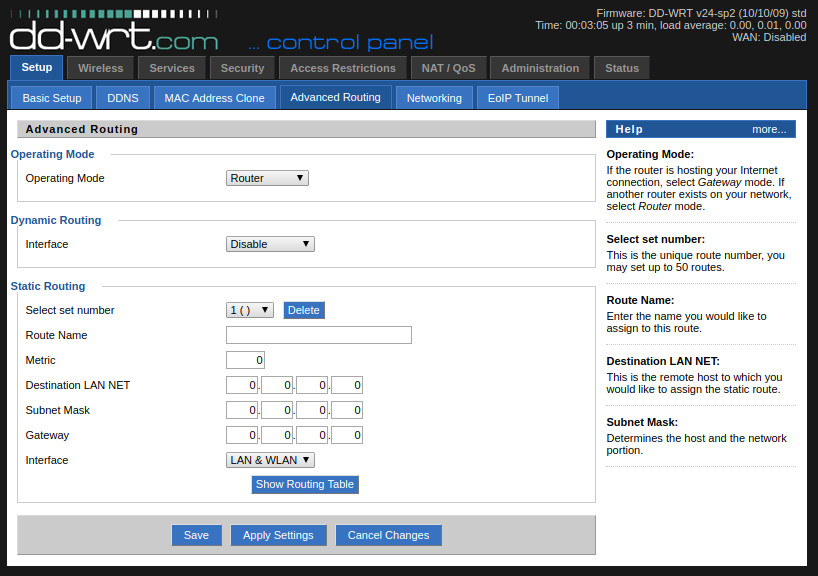 dd-wrt.com ... control panel
Firmware: DD-WRT v24-sp2 (10/10/09) std
Time: 00:03:05 up 3 min, load average: 0.00, 0.01, 0.00
WAN: Disabled
Setup Wireless Services Security Access Restrictions NAT / QoS Administration Status
Basic Setup DDNS MAC Address Clone Advanced Routing Networking EoIP Tunnel
Advanced Routing
Operating Mode
Operating Mode Router
Dynamic Routing
Interface Disable
Static Routing
Select set number 1 ( ) Delete
Route Name
Metric 0
Destination LAN NET 0. 0. 0. 0
Subnet Mask 0. 0. 0. 0
Gateway 0. 0. 0. 0
Interface LAN & WLAN
Show Routing Table
Save Apply Settings Cancel Changes
Help more...
Operating Mode:
If the router is hosting your Internet
connection, select Gateway mode. If
another router exists on your network,
select Router mode.
Select set number:
This is the unique route number, you
may set up to 50 routes.
Route Name:
Enter the name you would like to
assign to this route.
Destination LAN NET:
This is the remote host to which you
would like to assign the static route.
Subnet Mask:
Determines the host and the network
portion.